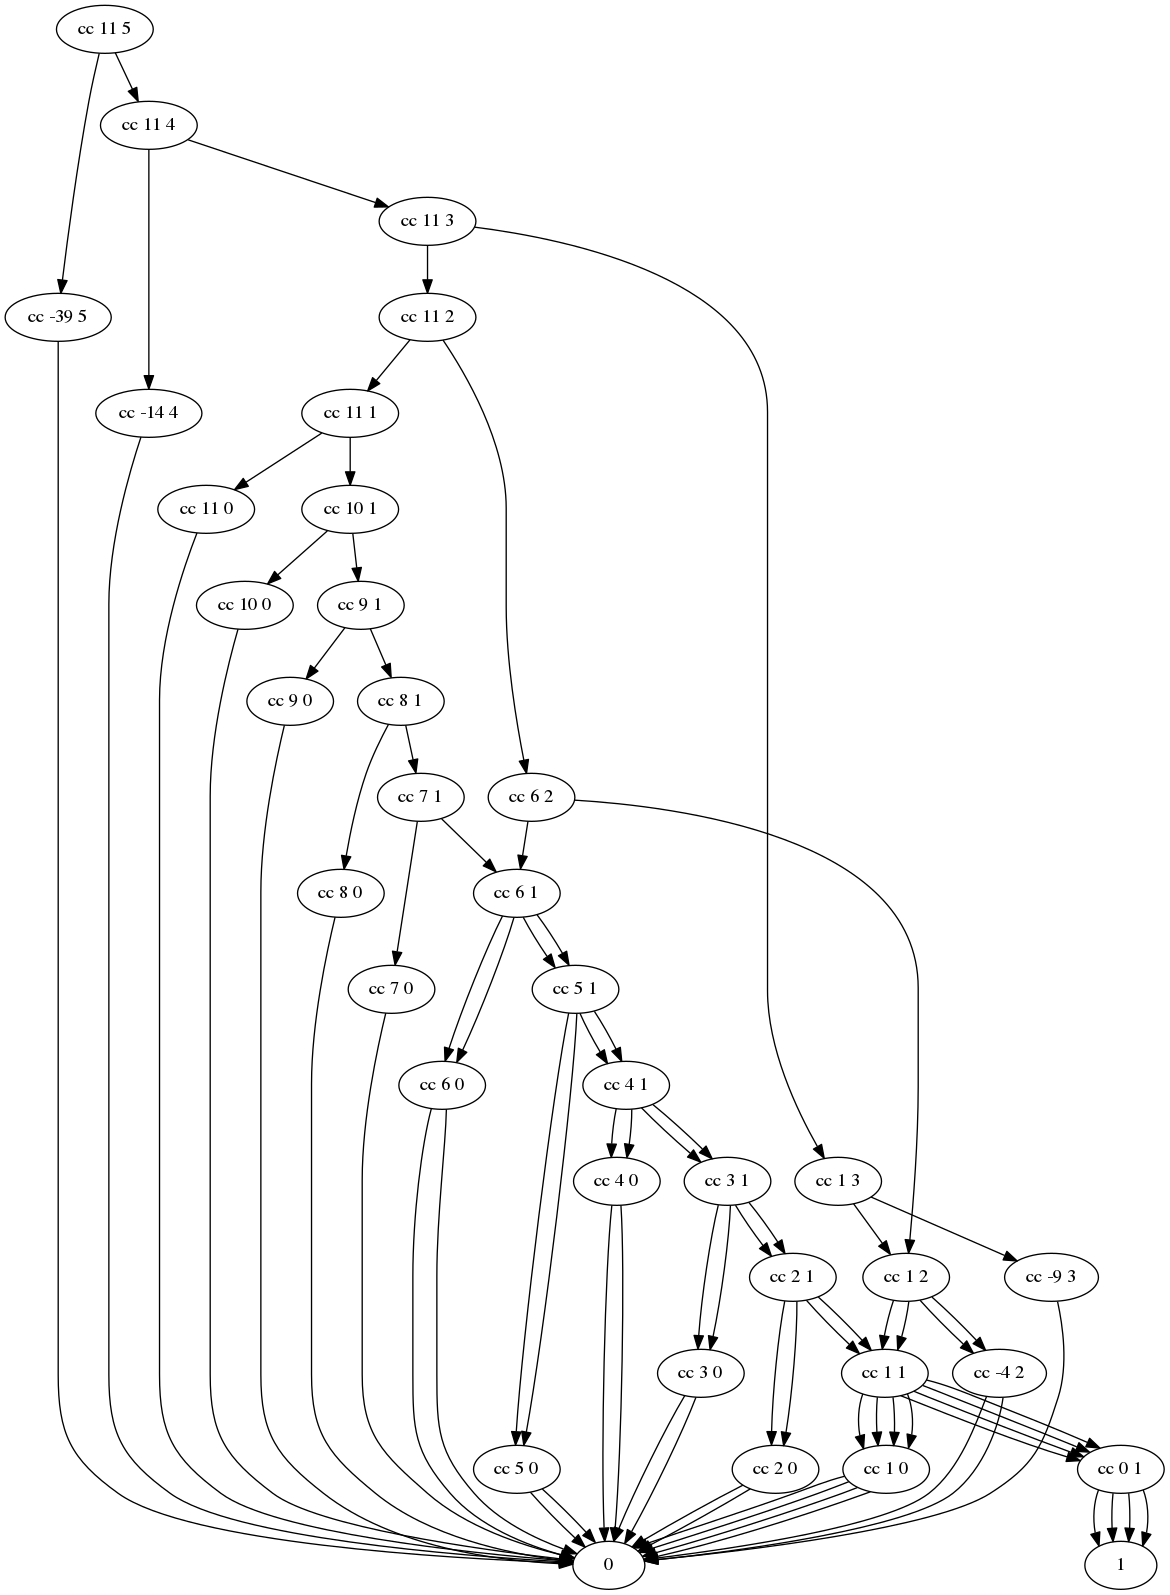 cc 11 5
cc 11 4
cc 11 3
cc -39 5
cc 11 2
cc -14 4
cc 11 1
cc 11 0
cc 10 1
cc 10 0
cc 9 1
cc 9 0
cc 8 1
cc 7 1
cc 6 2
cc 8 0
cc 6 1
cc 7 0
cc 5 1
cc 6 0
cc 4 1
cc 4 0
cc 3 1
cc 1 3
cc 2 1
cc 1 2
cc -9 3
cc 3 0
cc 1 1
cc -4 2
cc 5 0
cc 2 0
cc 1 0
cc 0 1
0
1